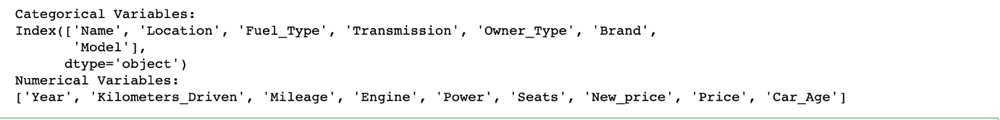 Categorical Variables:
Index(['Name', 'Location', 'Fuel_Type', 'Transmission', 'Owner_Type', 'Brand',
'Model'],
dtype='object')
Numerical Variables:
['Year', 'Kilometers_Driven', 'Mileage', 'Engine', 'Power', 'Seats', 'New_price', 'Price', 'Car_Age']